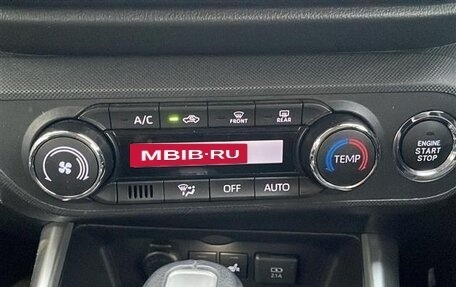 A/C
FRONT
REAR
MBIB·RU
TEMP
ENGINE
START
STOP
OFF
AUTO
2.1A